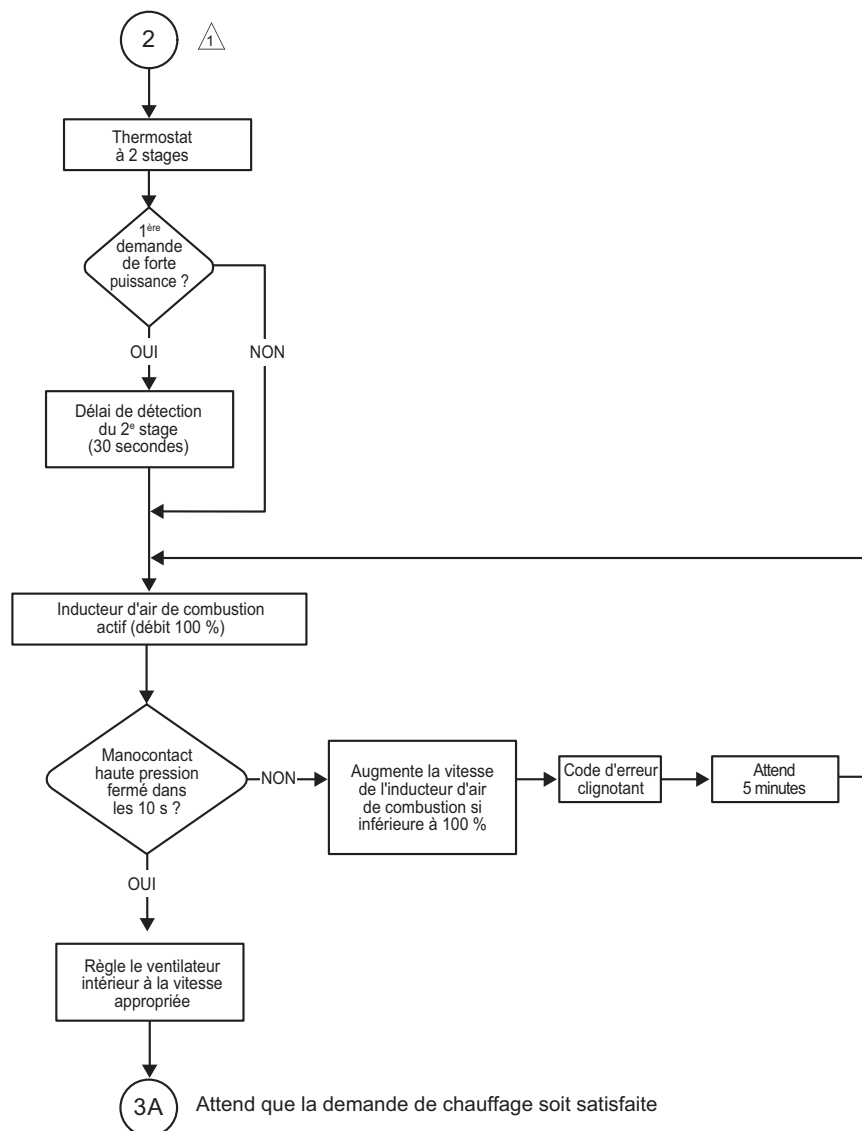 2
1
Thermostat
à 2 stages
1ère
demande
de forte
puissance ?
OUI
NON
Délai de détection
du 2e stage
(30 secondes)
Inducteur d'air de combustion
actif (débit 100 %)
Manocontact
haute pression
fermé dans
les 10 s ?
NON
Augmente la vitesse
de l'inducteur d'air
de combustion si
inférieure à 100 %
Code d'erreur
clignotant
Attend
5 minutes
OUI
Règle le ventilateur
intérieur à la vitesse
appropriée
3A
Attend que la demande de chauffage soit satisfaite